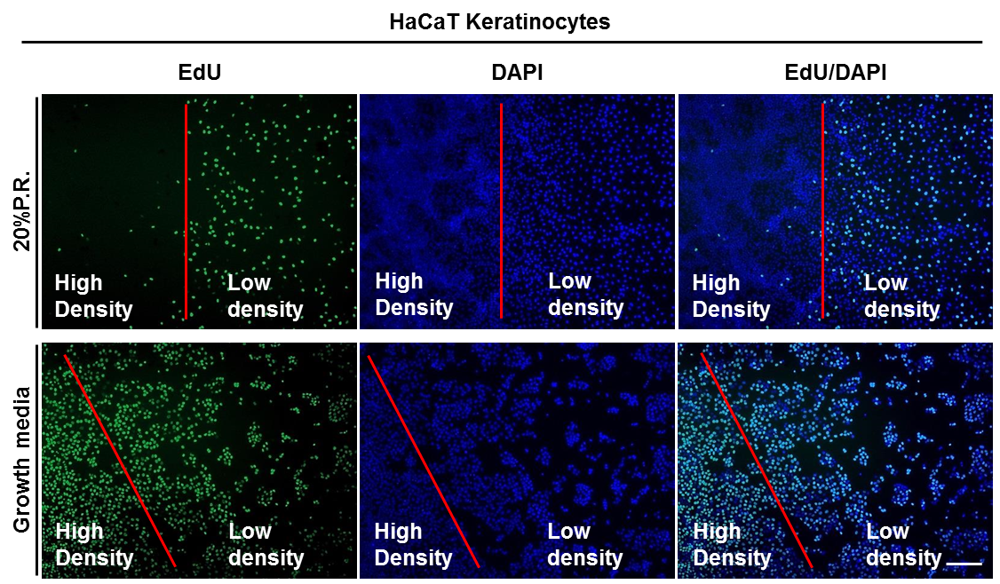 HaCaT Keratinocytes
EdU
DAPI
EdU/DAPI
20%P.R.
High
Density
Low
density
High
Density
Low
density
High
Density
Low
density
Growth media
High
Density
Low
density
High
Density
Low
density
High
Density
Low
density